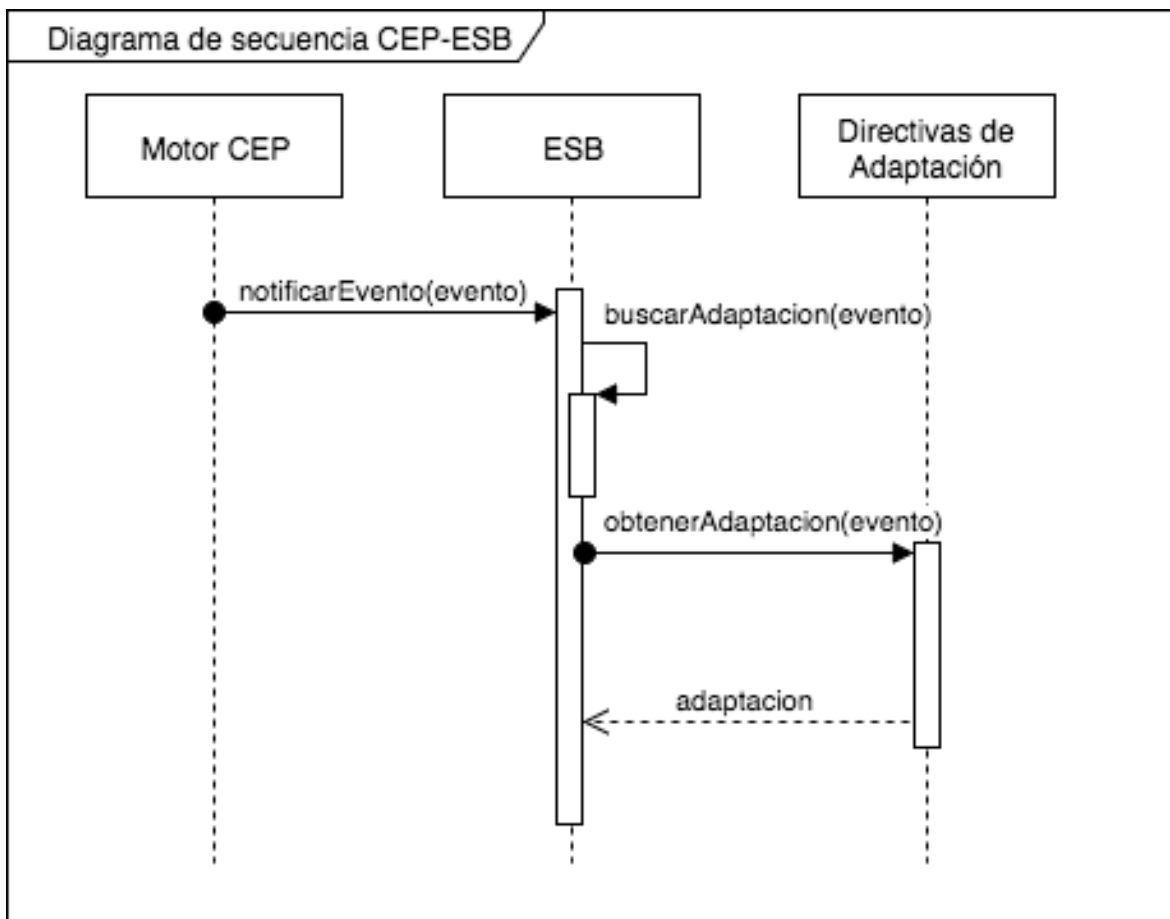 Diagrama de secuencia CEP-ESB
Motor CEP
ESB
Directivas de
Adaptación
notificarEvento(evento)
buscarAdaptacion(evento)
obtenerAdaptacion(evento)
adaptacion